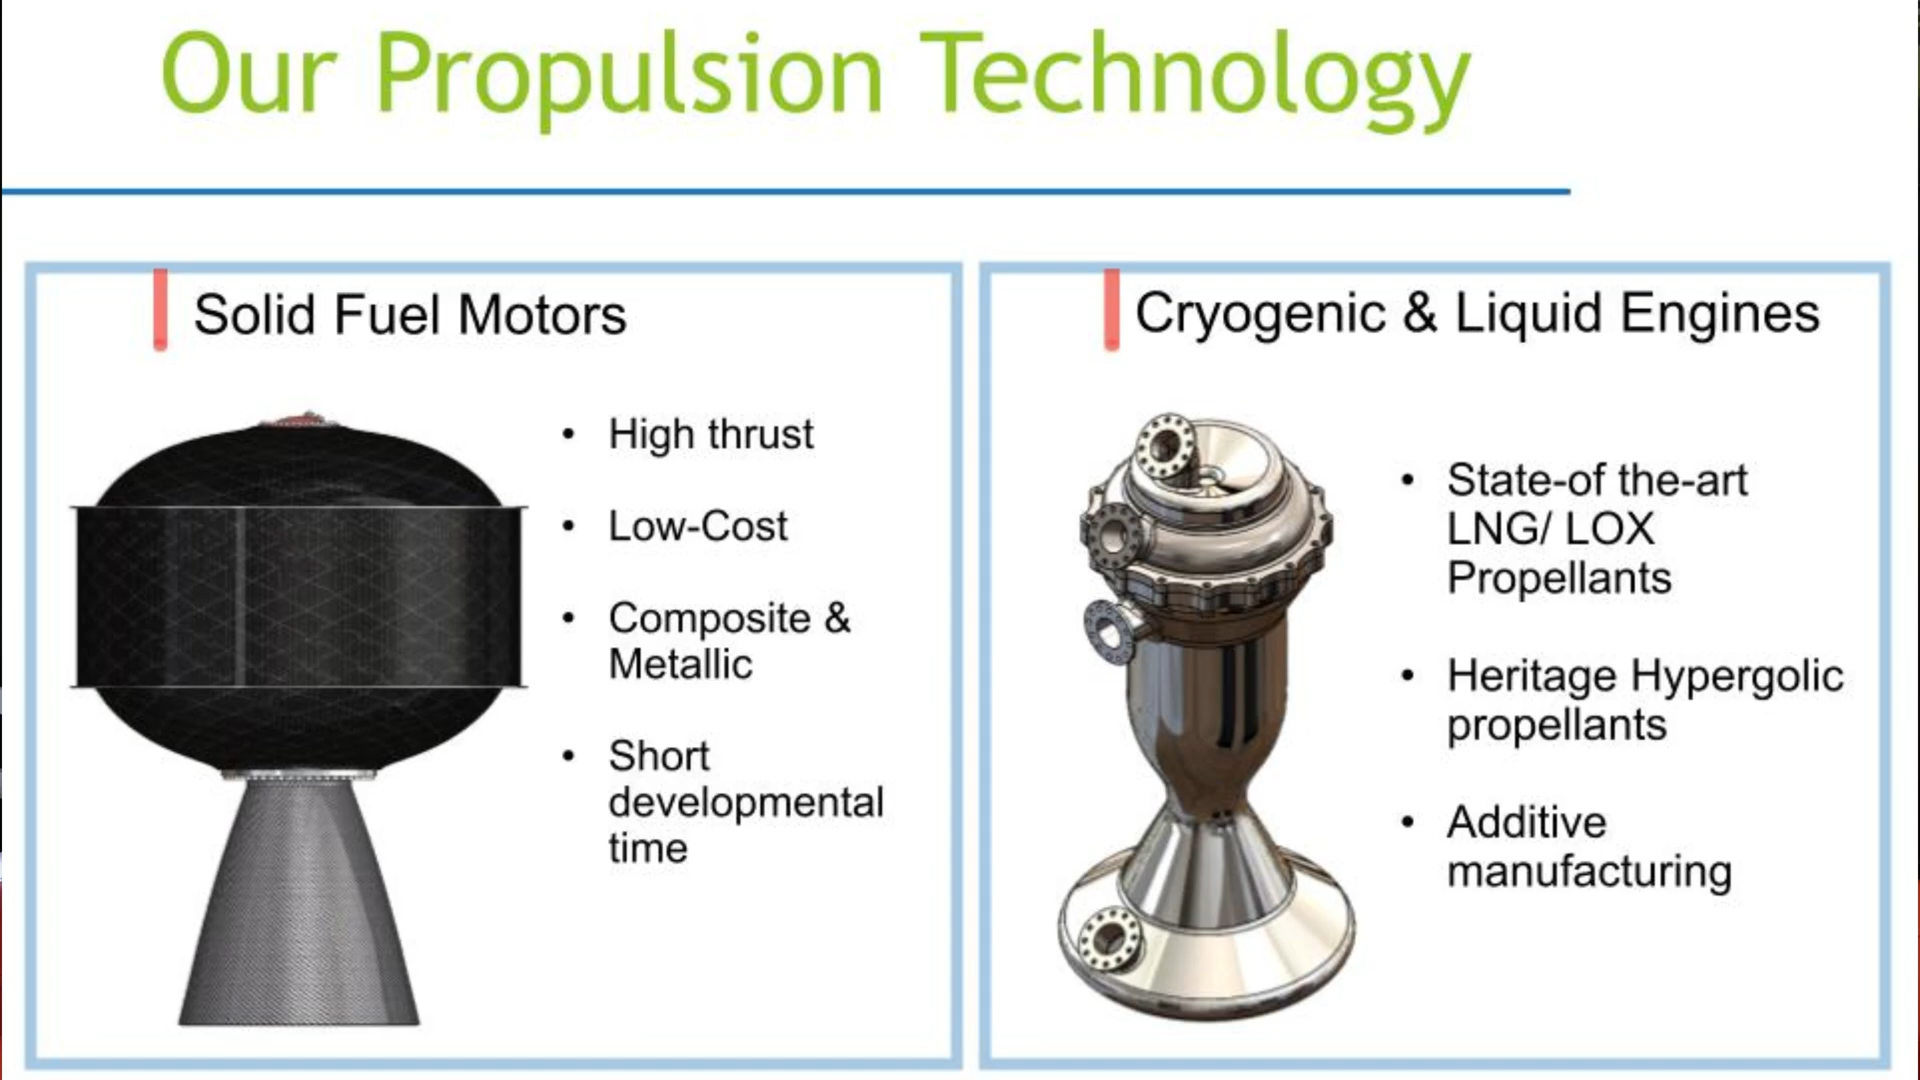 Our Propulsion Technology
Solid Fuel Motors
• High thrust
• Low-Cost
• Composite &
Metallic
• Short
developmental
time
Cryogenic & Liquid Engines
• State-of the-art
LNG/ LOX
Propellants
• Heritage Hypergolic
propellants
• Additive
manufacturing